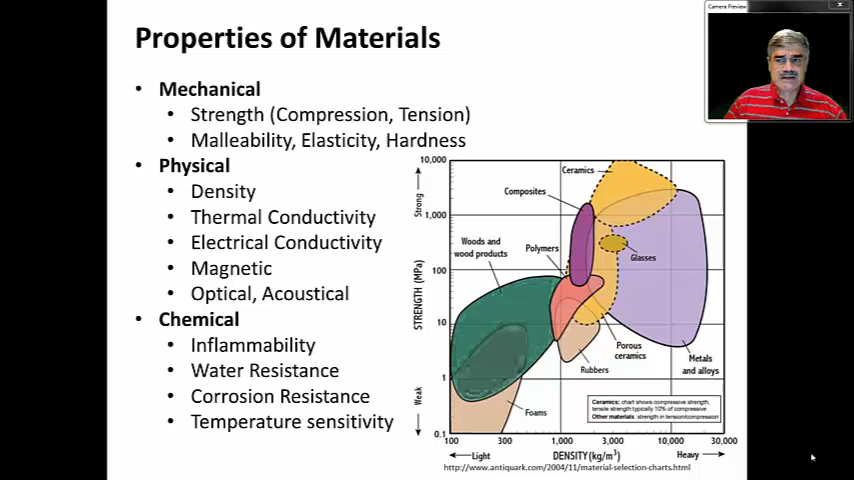 Camera Preview
Properties of Materials
• Mechanical
• Strength (Compression, Tension)
• Malleability, Elasticity, Hardness
• Physical
• Density
• Thermal Conductivity
• Electrical Conductivity
• Magnetic
• Optical, Acoustical
• Chemical
• Inflammability
• Water Resistance
• Corrosion Resistance
• Temperature sensitivity
10,000
1,000
100
10
1
0.1
Strong
STRENGTH (MPa)
Weak
Ceramics
Composites
Woods and
wood products
Polymers
Glasses
Porous
ceramics
Metals
and alloys
Rubbers
Foams
Ceramics: chart shows compressive strength,
tensile strength typically 10% of compressive
Other materials: strength in tension/compression
100
300
1,000
3,000
10,000
30,000
Light
DENSITY (kg/m³)
Heavy
http://www.antiquark.com/2004/11/material-selection-charts.html